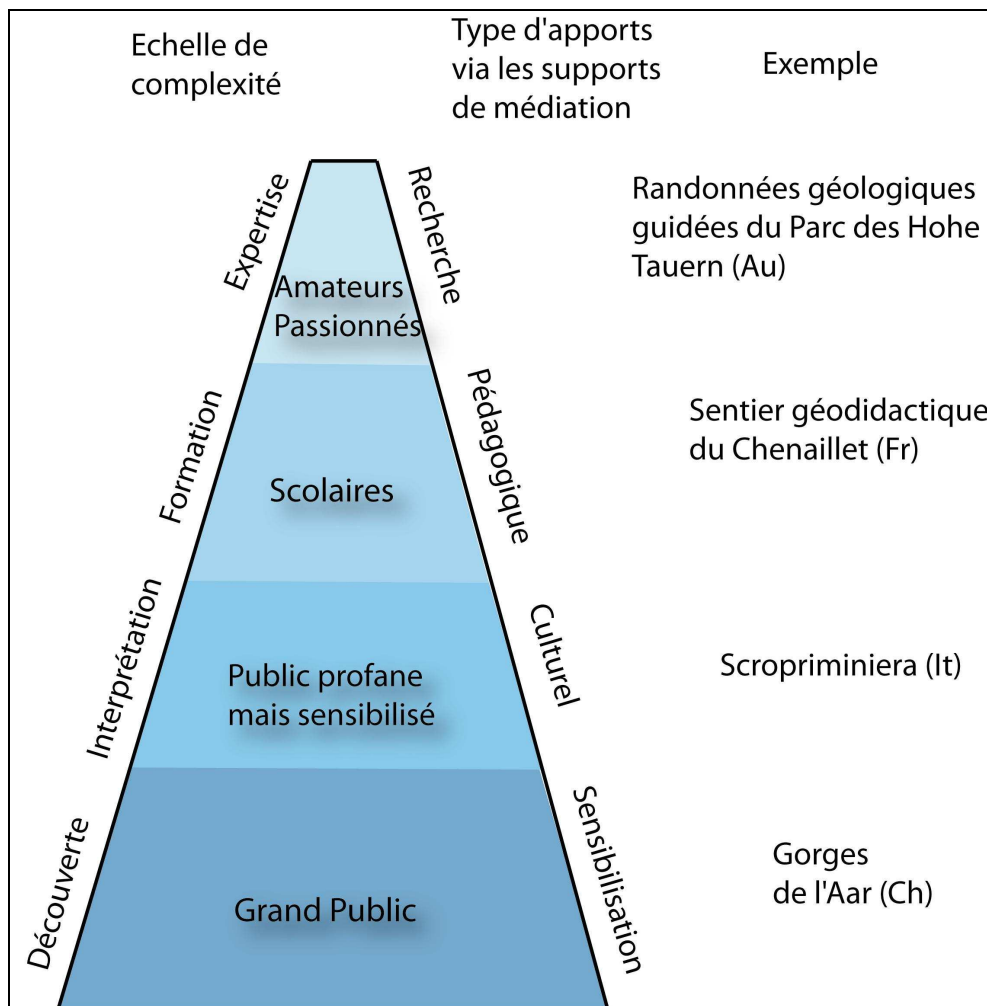 Echelle de
complexité
Type d'apports
via les supports
de médiation
Exemple
Expertise
Amateurs
Passionnés
Recherche
Randonnées géologiques
guidées du Parc des Hohe
Tauern (Au)
Formation
Scolaires
Pédagogique
Sentier géodidactique
du Chenaillet (Fr)
Interprétation
Public profane
mais sensibilisé
Culturel
Scropriminiera (It)
Découverte
Grand Public
Sensibilisation
Gorges
de l'Aar (Ch)